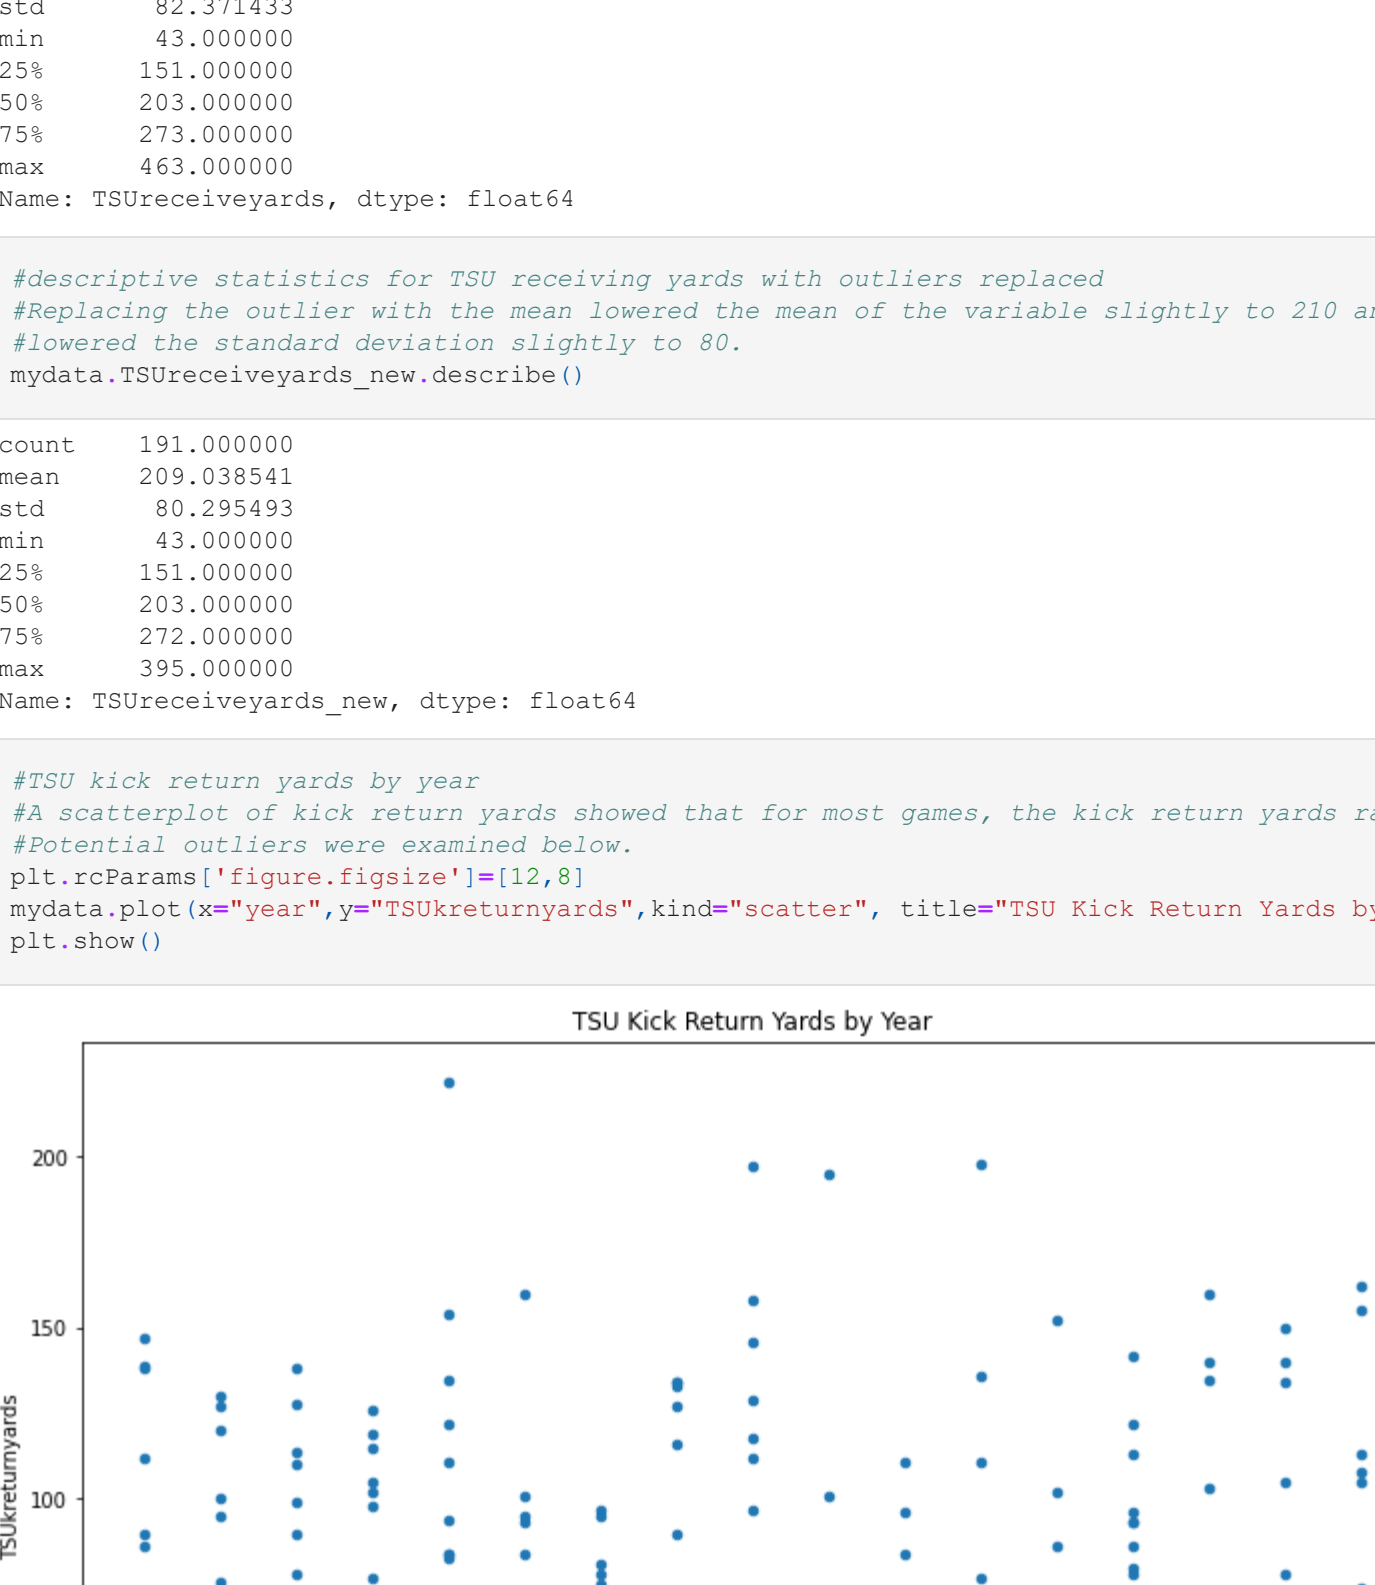 std 82.371433
min 43.000000
25% 151.000000
50% 203.000000
75% 273.000000
max 463.000000
Name: TSUreceiveyards, dtype: float64
#descriptive statistics for TSU receiving yards with outliers replaced
#Replacing the outlier with the mean lowered the mean of the variable slightly to 210 an
#lowered the standard deviation slightly to 80.
mydata.TSUreceiveyards_new.describe()
count 191.000000
mean 209.038541
std 80.295493
min 43.000000
25% 151.000000
50% 203.000000
75% 272.000000
max 395.000000
Name: TSUreceiveyards_new, dtype: float64
#TSU kick return yards by year
#A scatterplot of kick return yards showed that for most games, the kick return yards ra
#Potential outliers were examined below.
plt.rcParams['figure.figsize']=[12,8]
mydata.plot(x="year",y="TSUkreturnyards",kind="scatter", title="TSU Kick Return Yards by
plt.show()
TSU Kick Return Yards by Year
200
150
100
TSUkreturnyards